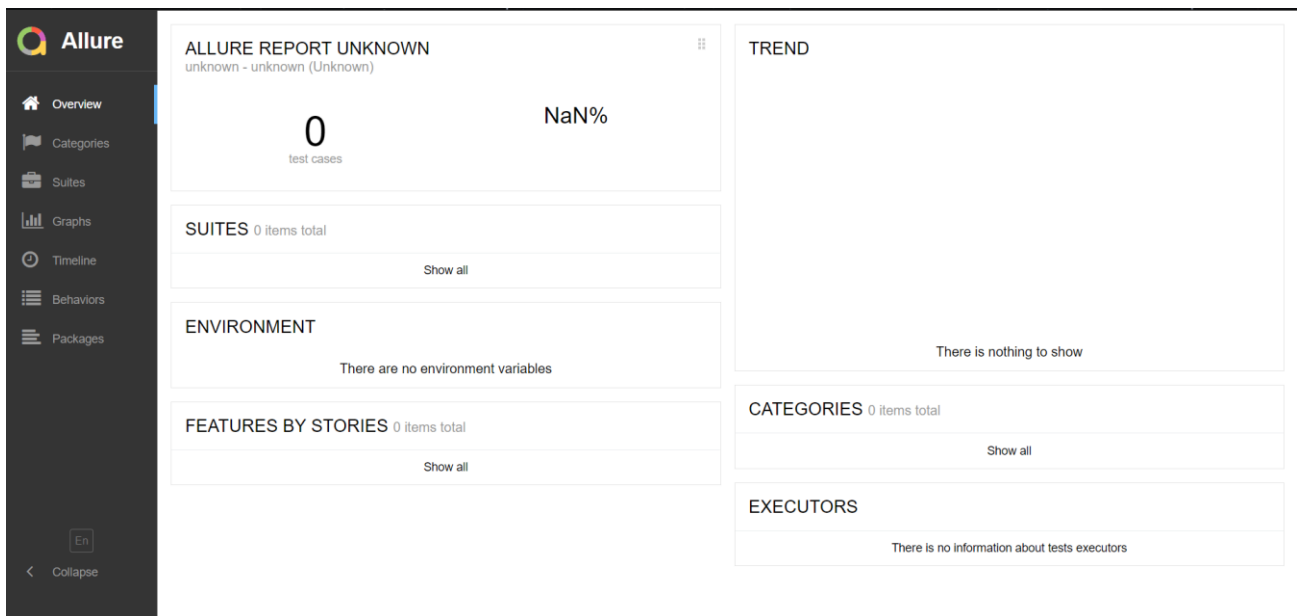 Allure
Overview
Categories
Suites
Graphs
Timeline
Behaviors
Packages
En
Collapse
ALLURE REPORT UNKNOWN
unknown - unknown (Unknown)
0
test cases
NaN%
SUITES 0 items total
Show all
ENVIRONMENT
There are no environment variables
FEATURES BY STORIES 0 items total
Show all
TREND
There is nothing to show
CATEGORIES 0 items total
Show all
EXECUTORS
There is no information about tests executors